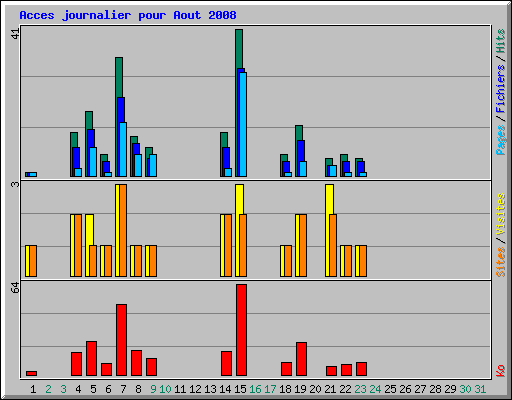 Acces journalier pour Aout 2008
41
Pages/Fichiers/Hits
3
Sites/Visites
64
Ko
1 2 3 4 5 6 7 8 9 10 11 12 13 14 15 16 17 18 19 20 21 22 23 24 25 26 27 28 29 30 31